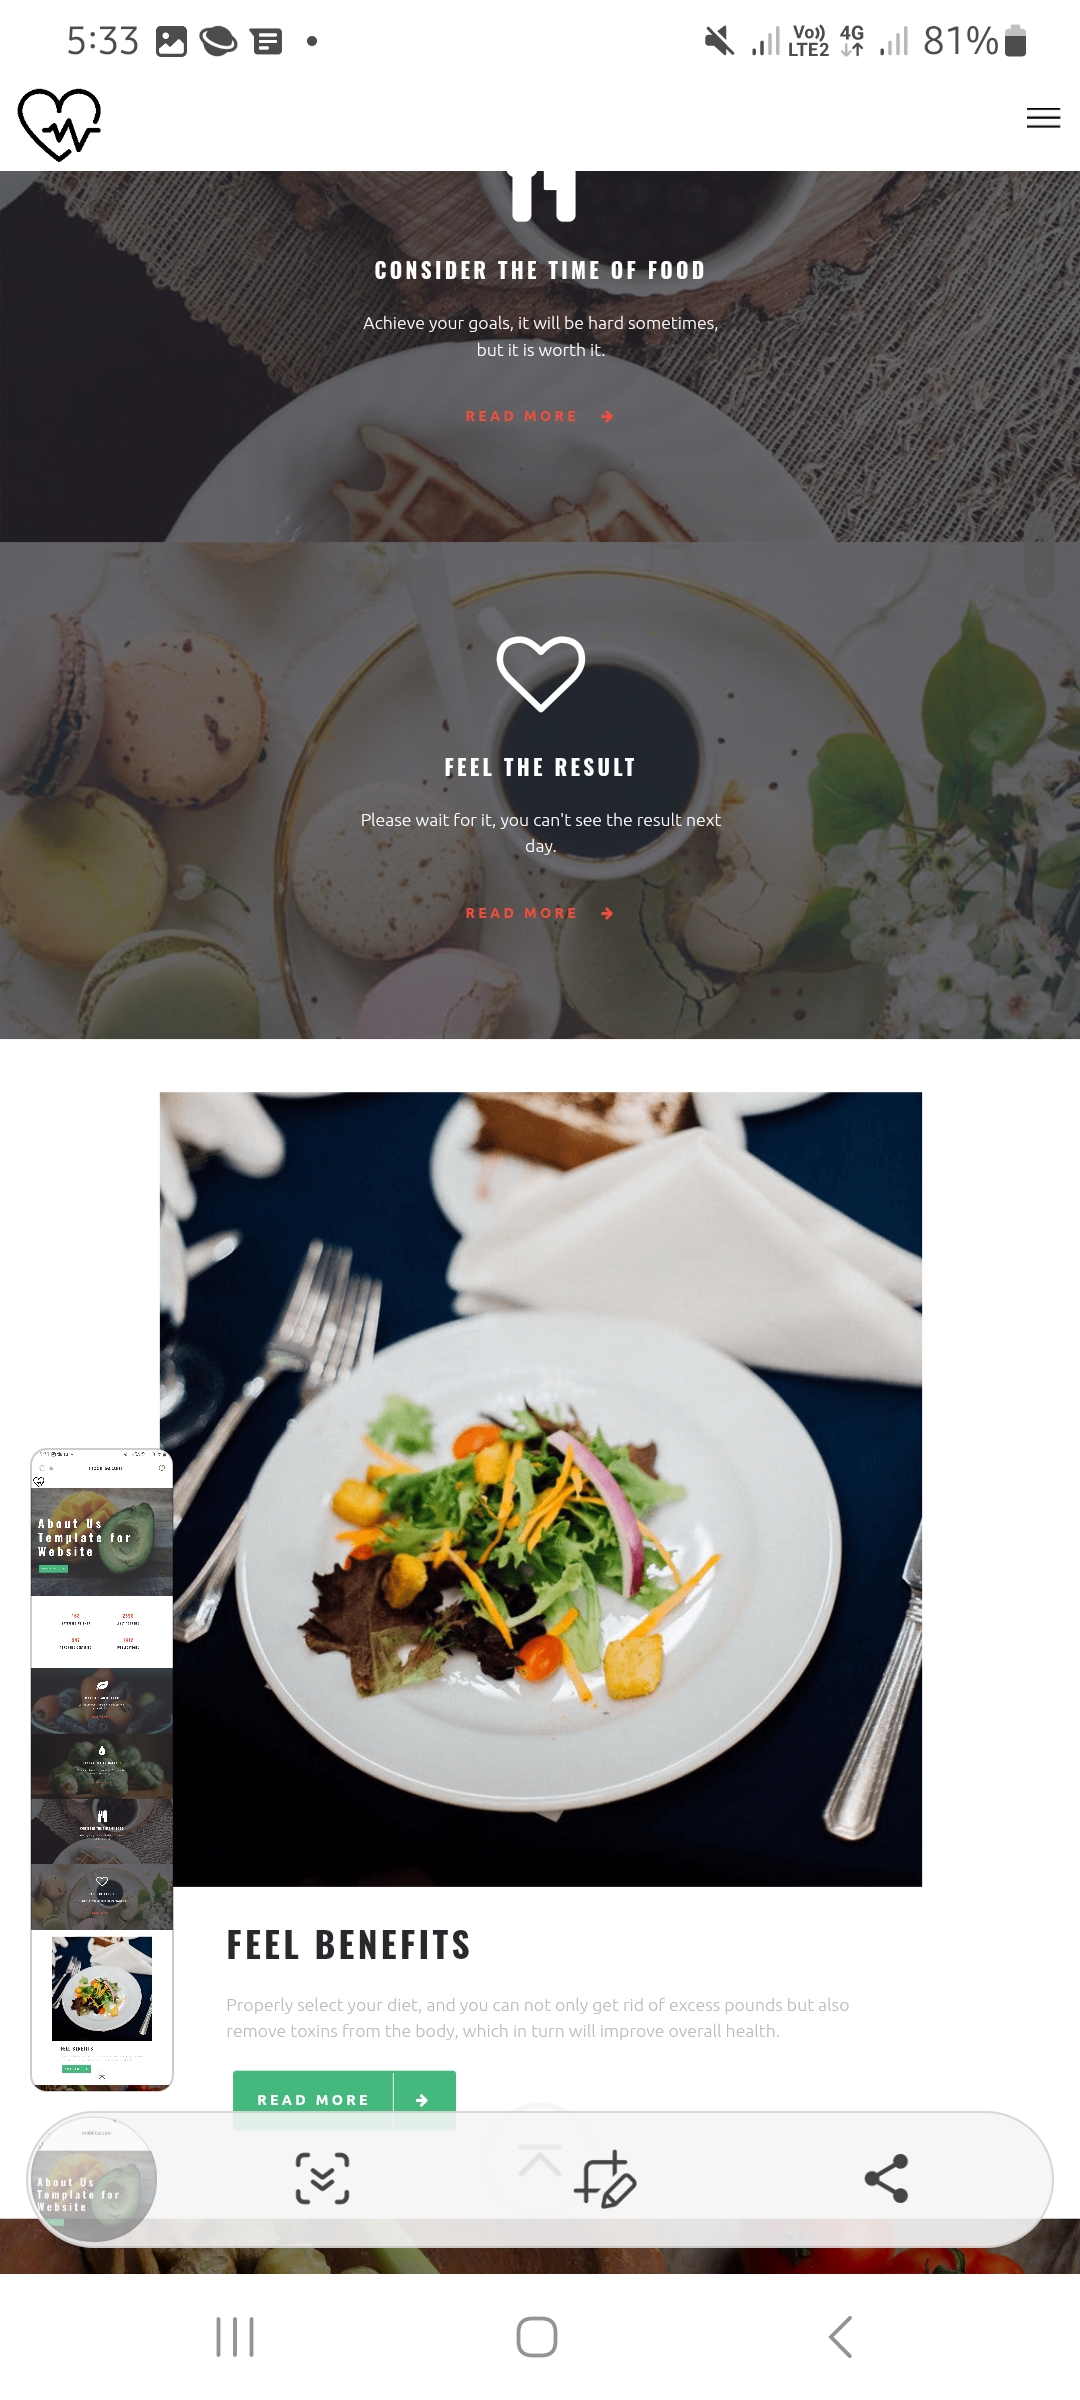 5:33
Vo)) LTE2 4G 81%
CONSIDER THE TIME OF FOOD
Achieve your goals, it will be hard sometimes,
but it is worth it.
READ MORE
FEEL THE RESULT
Please wait for it, you can't see the result next
day.
READ MORE
About Us
Template for
Website
FEEL BENEFITS
FEEL BENEFITS
Properly select your diet, and you can not only get rid of excess pounds but also
remove toxins from the body, which in turn will improve overall health.
READ MORE
About Us
Template for
Website